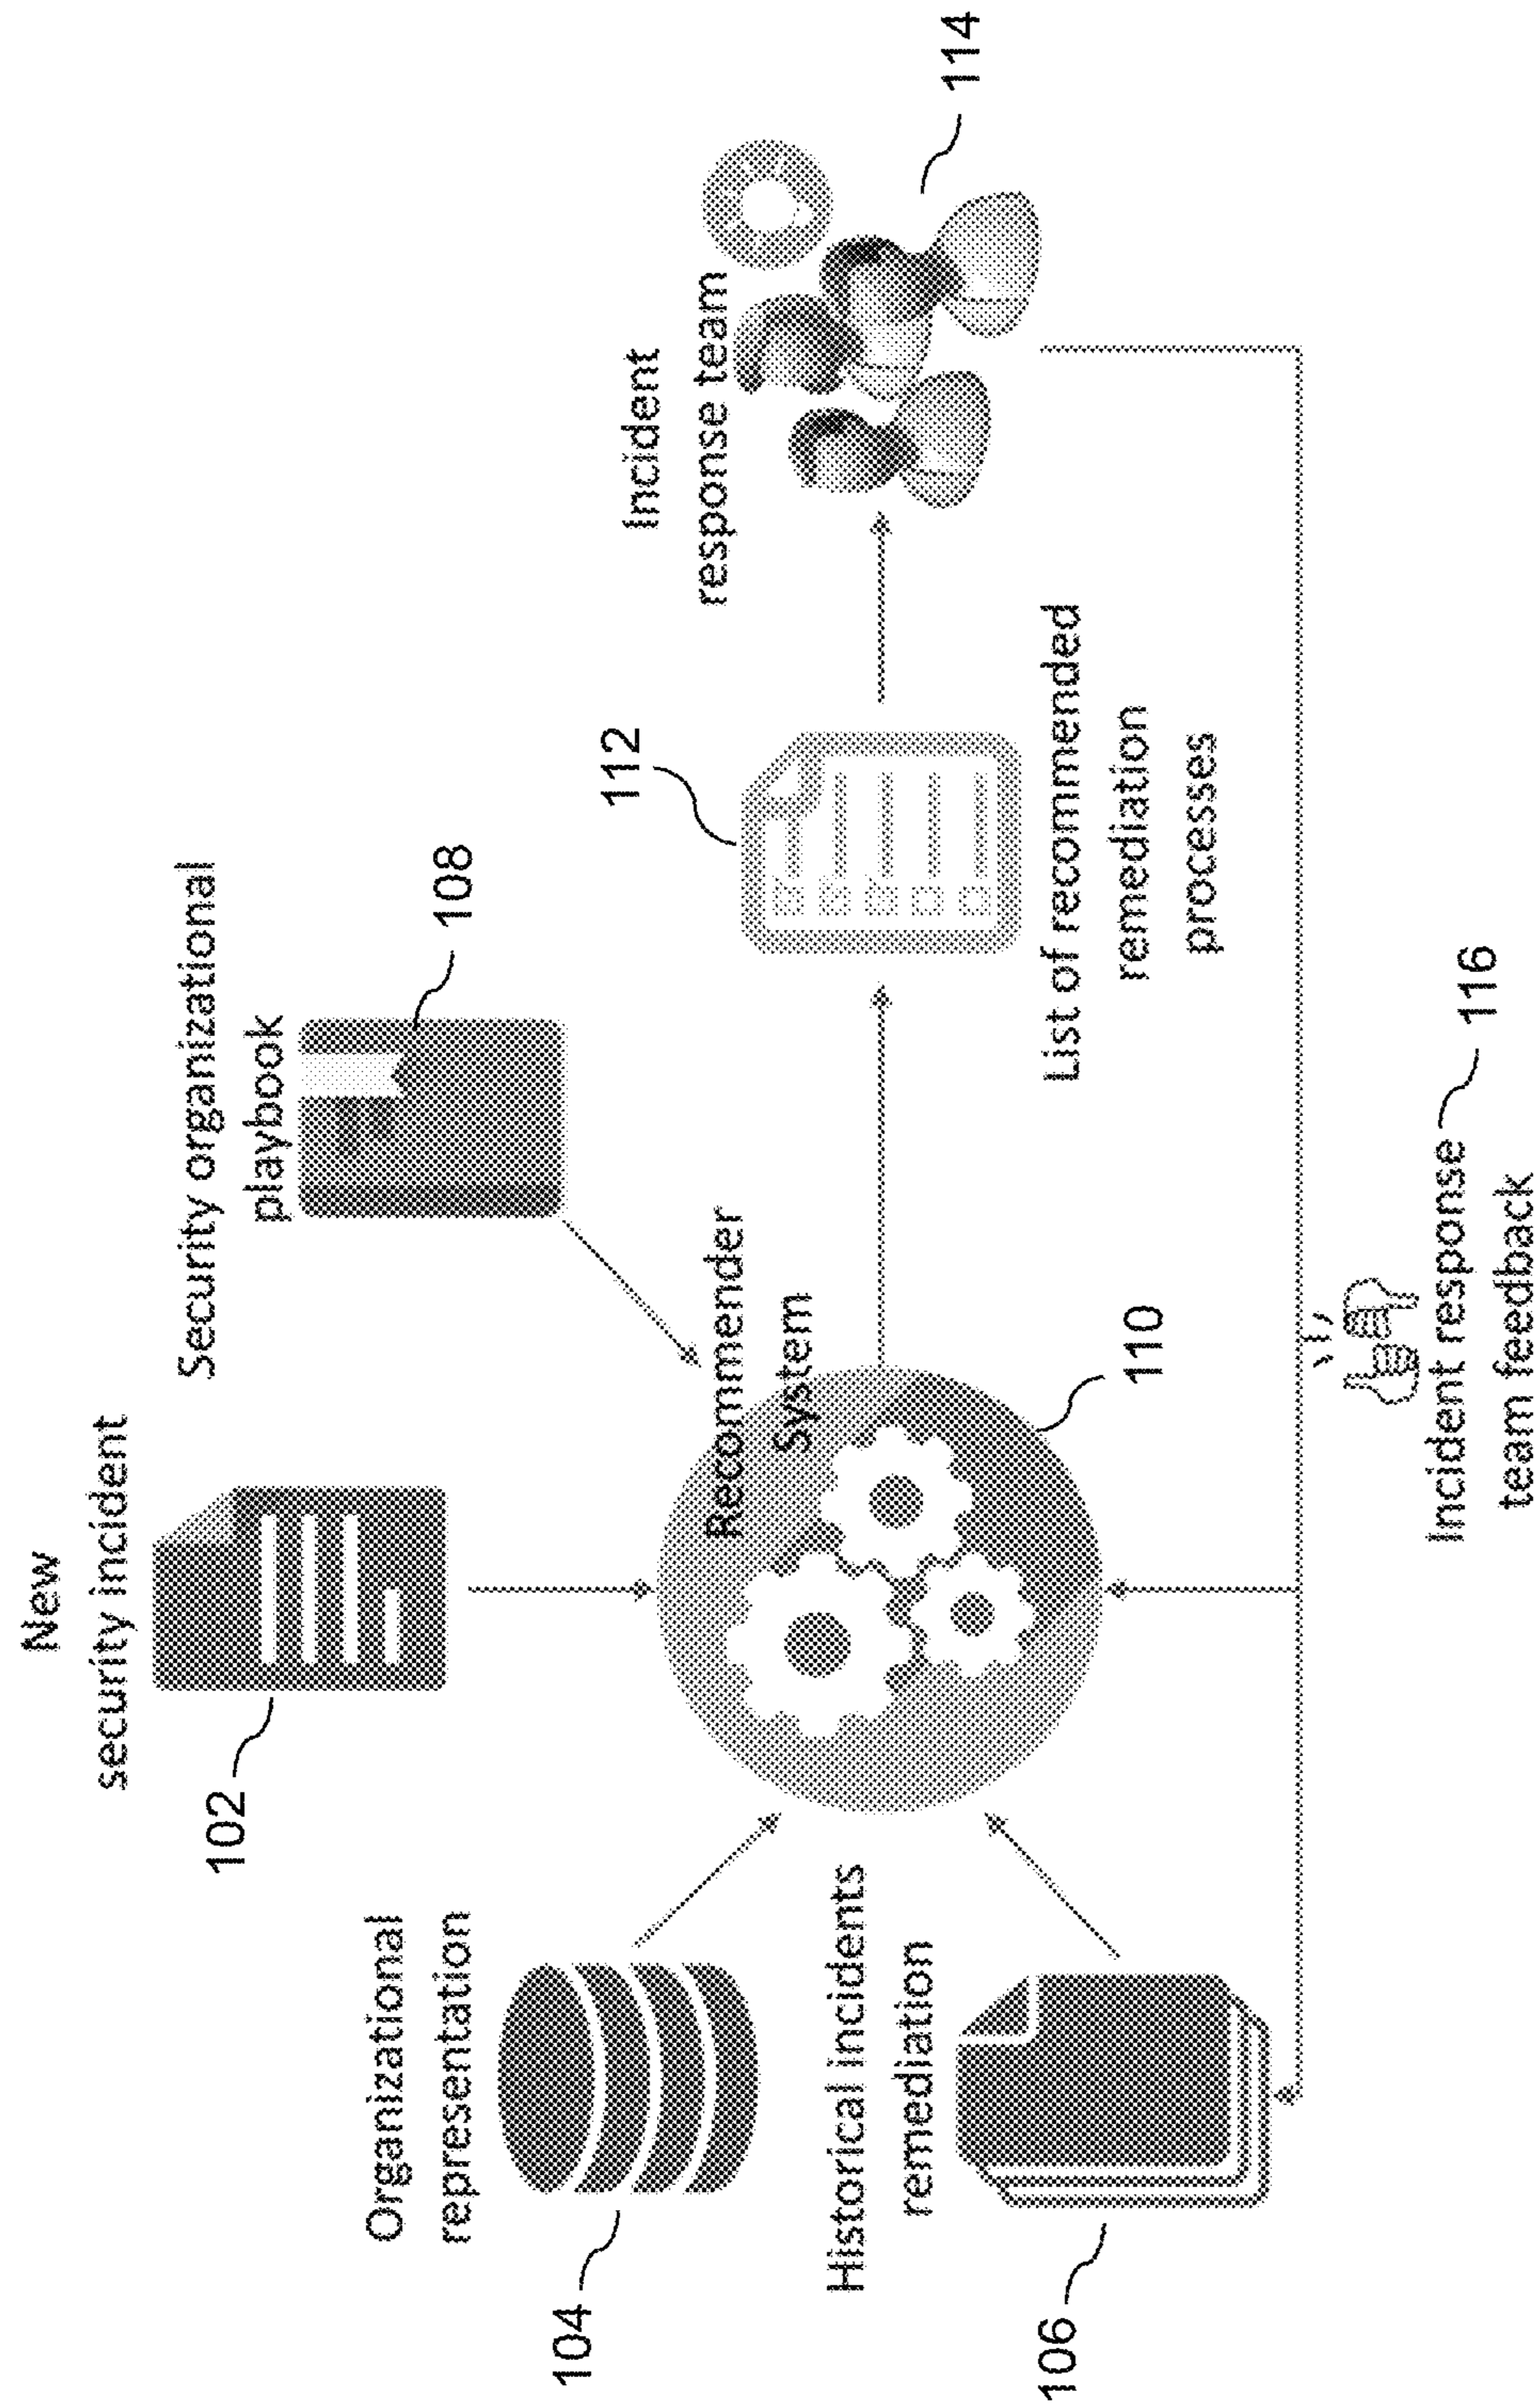 New
security incident
102
Security organizational
playbook
108
Organizational
representation
104
Recommender
System
110
Historical incidents
remediation
106
112
List of recommended
remediation
processes
Incident
response team
114
Incident response
team feedback
116